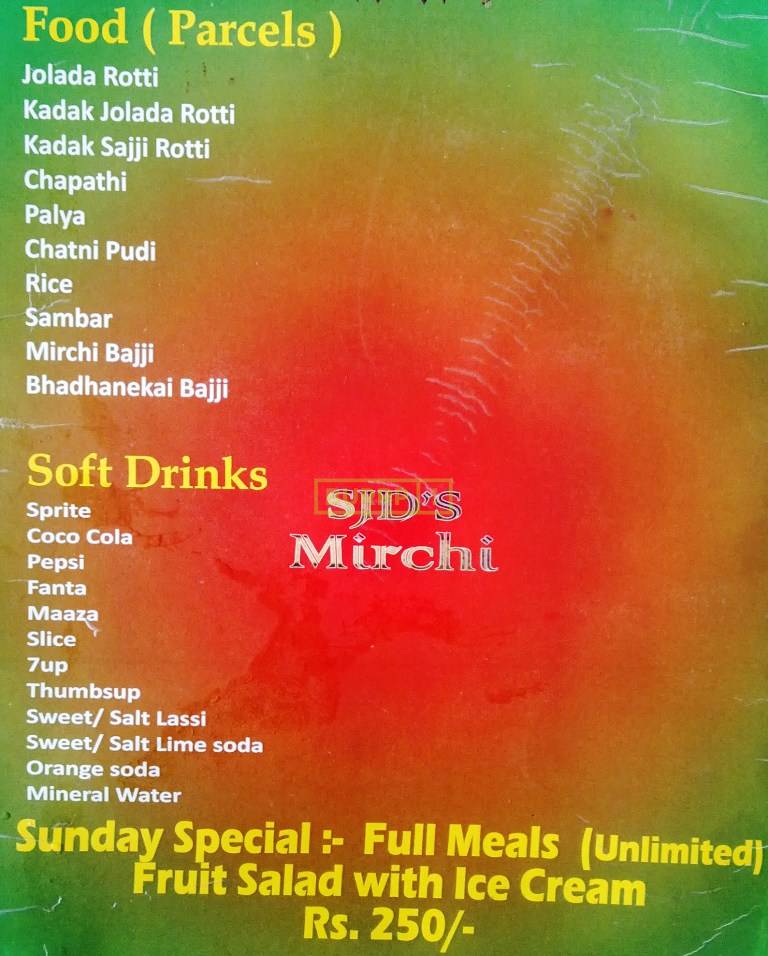 Food ( Parcels )
Jolada Rotti
Kadak Jolada Rotti
Kadak Sajji Rotti
Chapathi
Palya
Chatni Pudi
Rice
Sambar
Mirchi Bajji
Bhadhanekai Bajji
Soft Drinks
Sprite
Coco Cola
Pepsi
Fanta
Maaza
Slice
7up
Thumbsup
Sweet/ Salt Lassi
Sweet/ Salt Lime soda
Orange soda
Mineral Water
SJD'S
Mirchi
Sunday Special :- Full Meals (Unlimited)
Fruit Salad with Ice Cream
Rs. 250/-